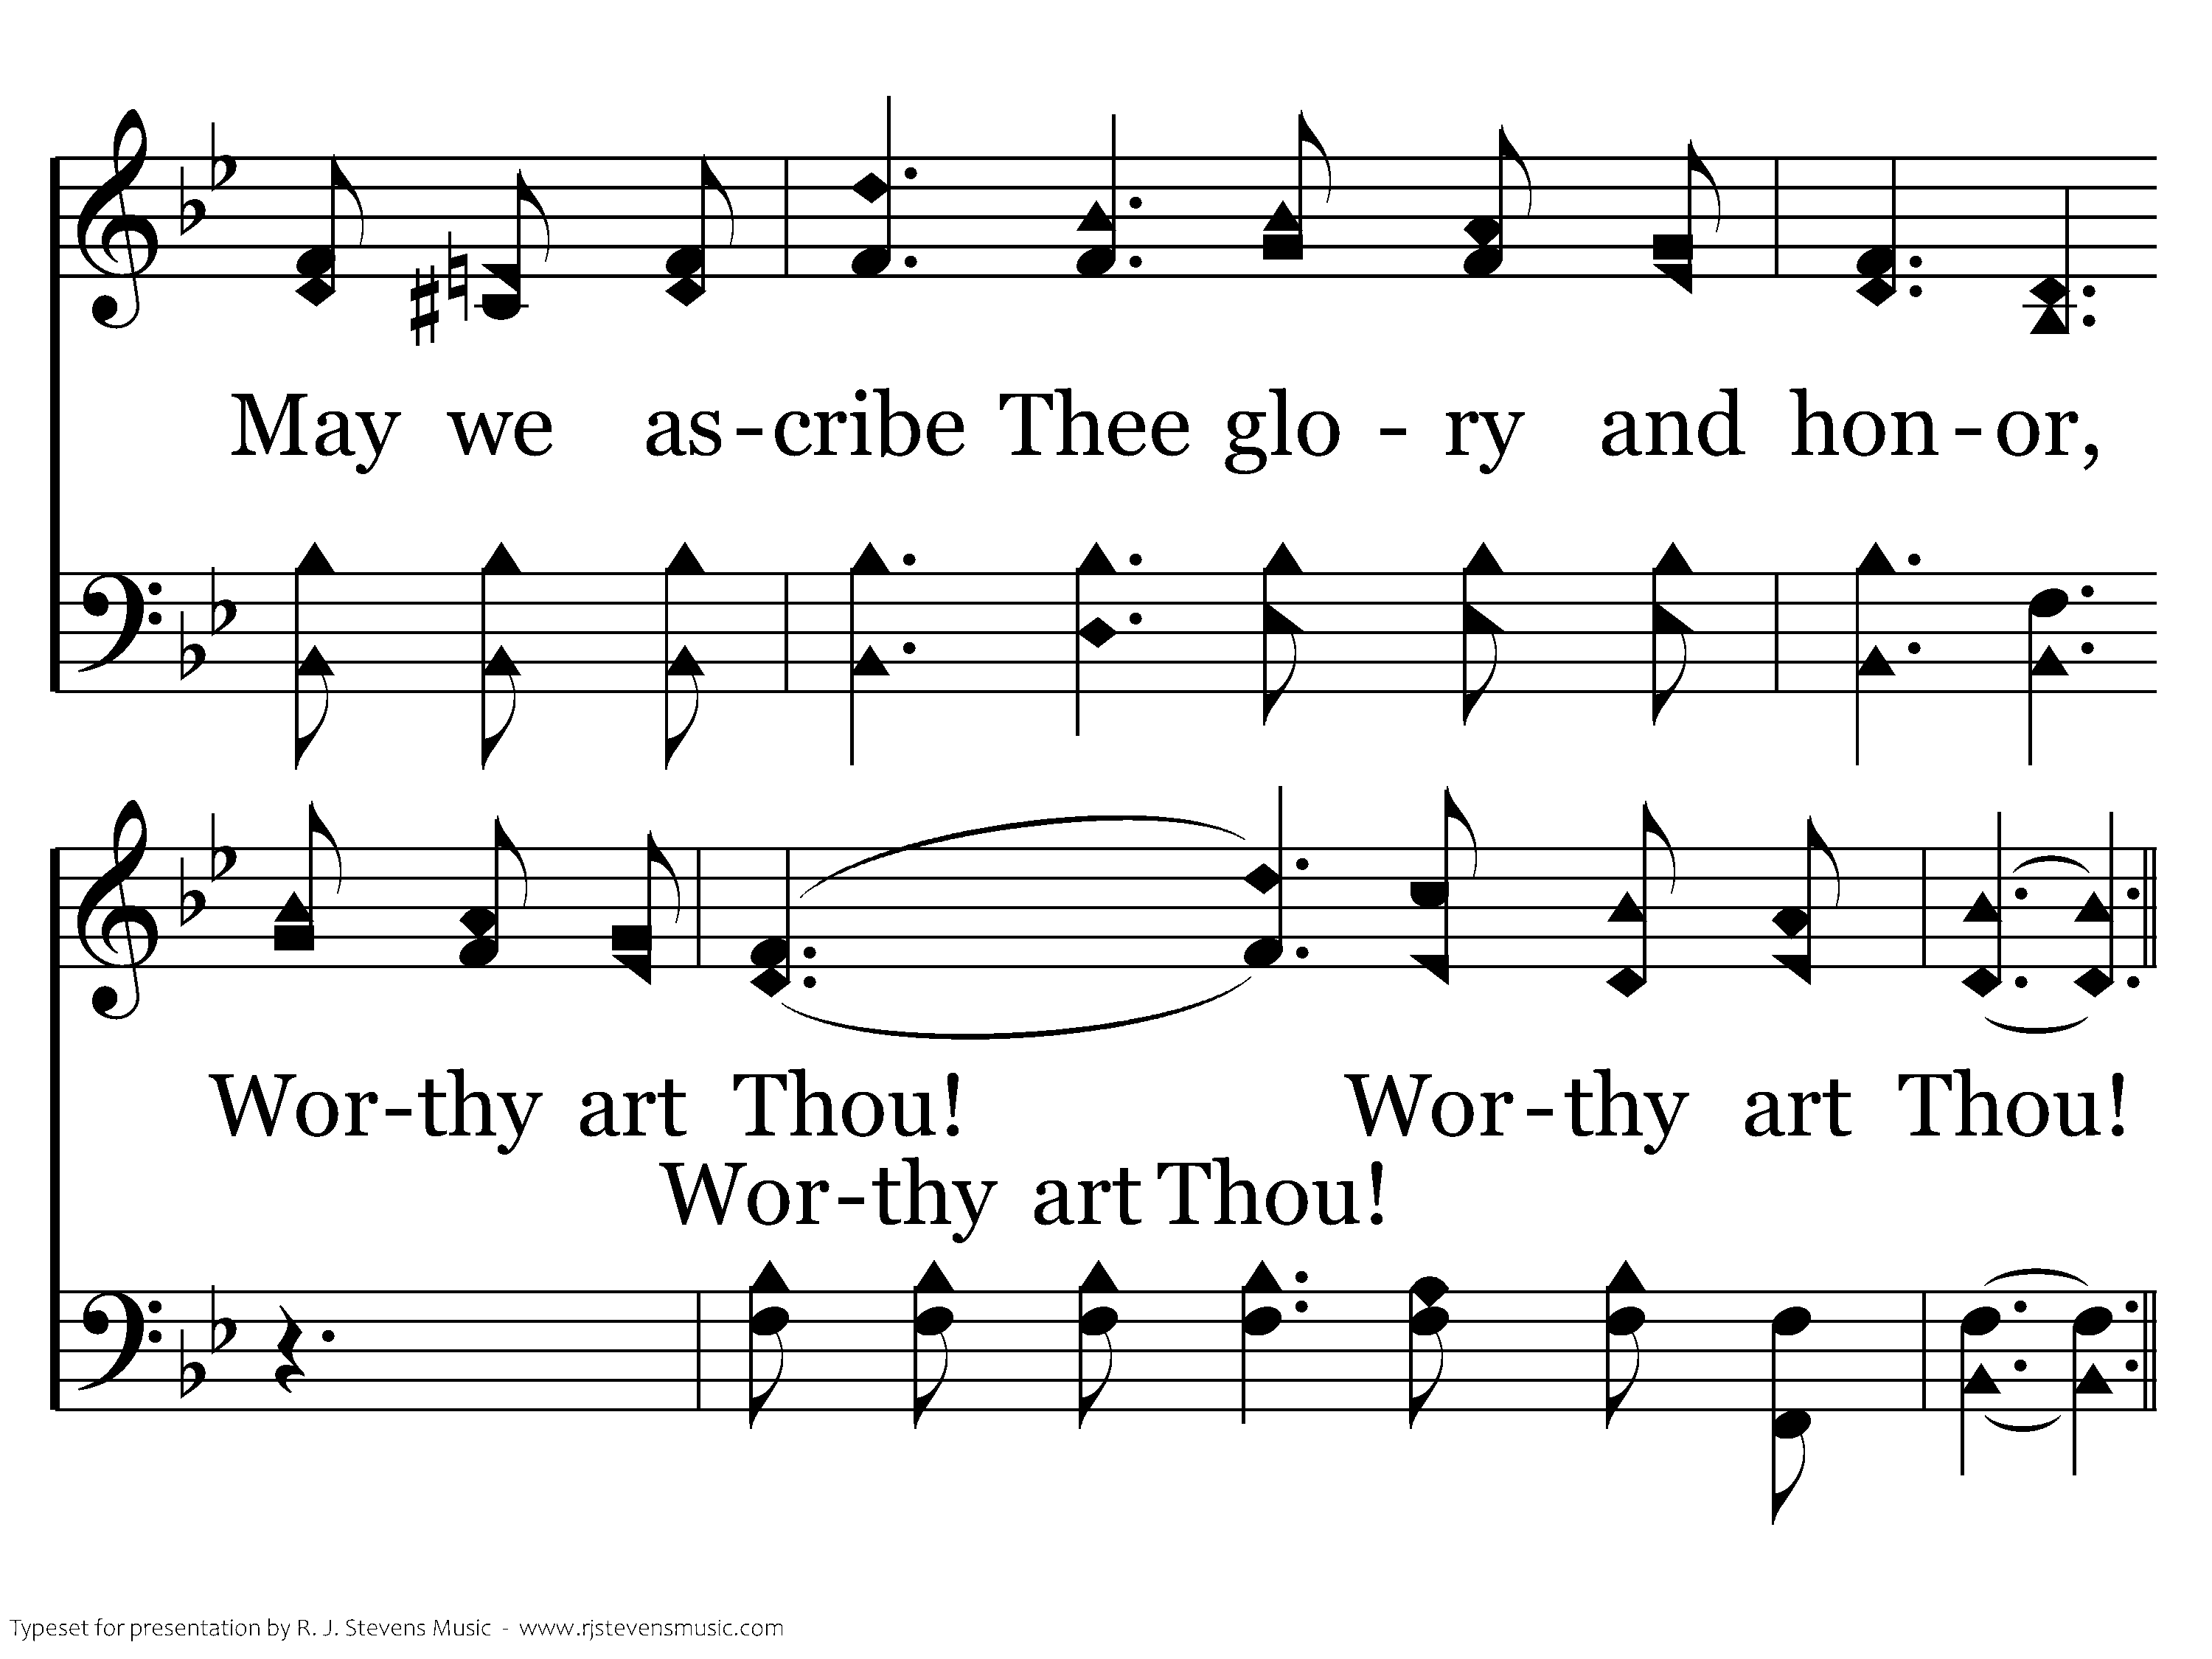 May we as-cribe Thee glo - ry and hon-or,
Wor-thy art Thou! Wor-thy art Thou!
Wor-thy art Thou!
Typeset for presentation by R. J. Stevens Music - www.rjstevensmusic.com